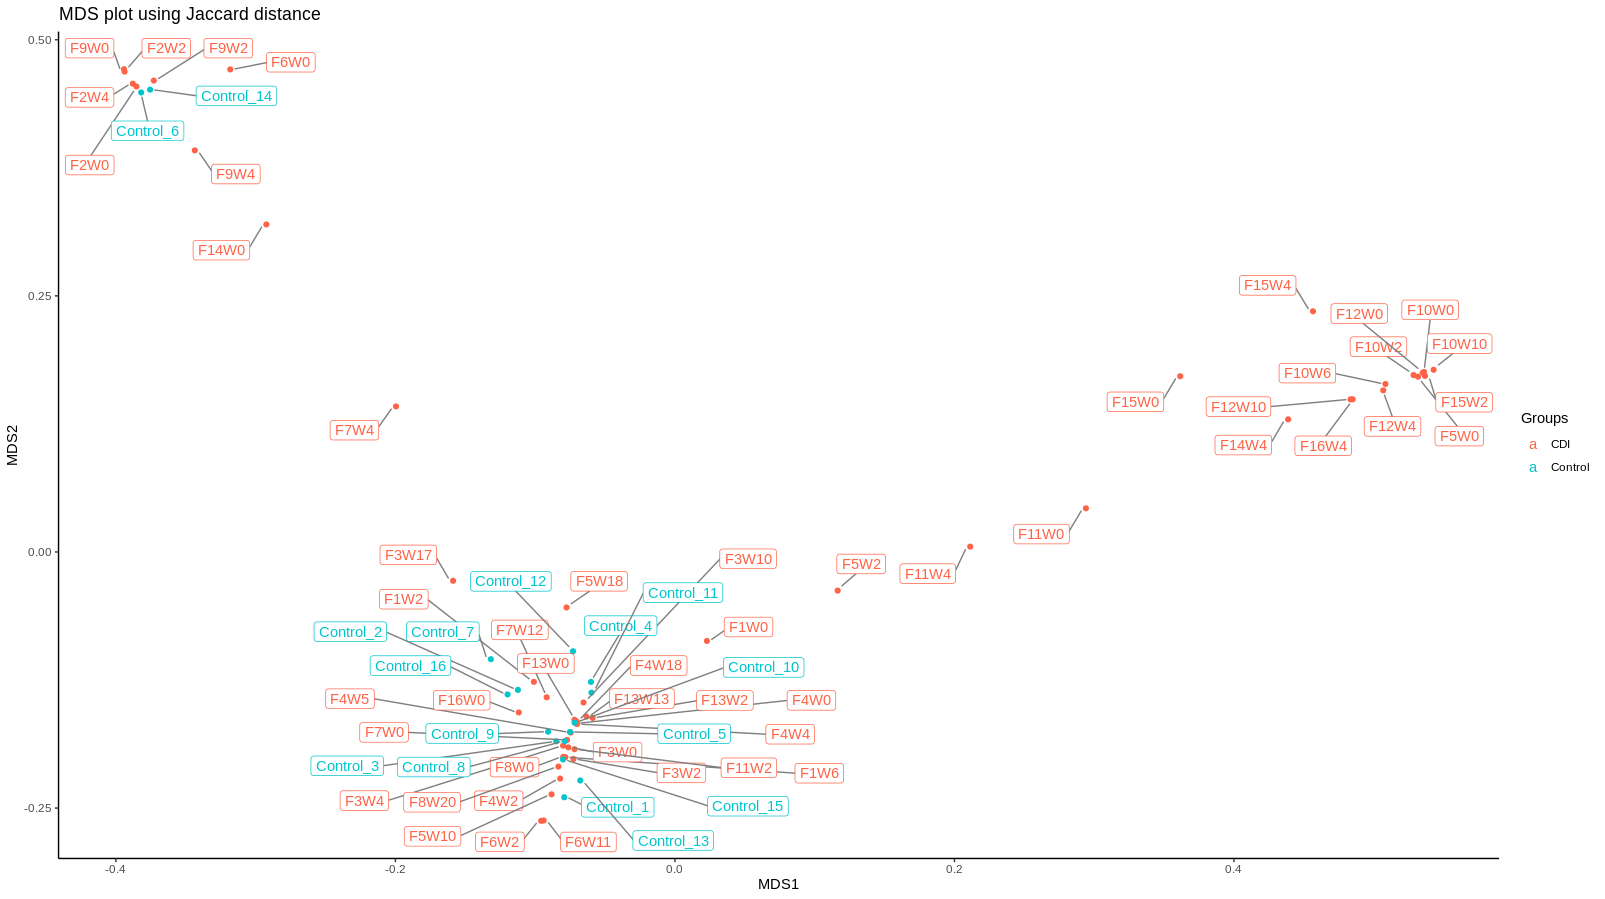 MDS plot using Jaccard distance
0.50
F9W0
F2W2
F9W2
F6W0
F2W4
Control_14
Control_6
F2W0
F9W4
F14W0
0.25
F15W4
F12W0
F10W0
F10W2
F10W10
F10W6
F15W0
F12W10
F15W2
F12W4
F5W0
F14W4
F16W4
F7W4
MDS2
Groups
a CDI
a Control
F11W0
0.00
F3W17
F3W10
F5W2
F11W4
Control_12
F5W18
Control_11
F1W2
Control_2
Control_7
F7W12
Control_4
F1W0
Control_16
F13W0
F4W18
Control_10
F4W5
F16W0
F13W13
F13W2
F4W0
F7W0
Control_9
Control_5
F4W4
F3W0
Control_3
Control_8
F8W0
F3W2
F11W2
F1W6
F3W4
F8W20
F4W2
Control_1
Control_15
-0.25
F5W10
F6W2
F6W11
Control_13
-0.4
-0.2
0.0
0.2
0.4
MDS1